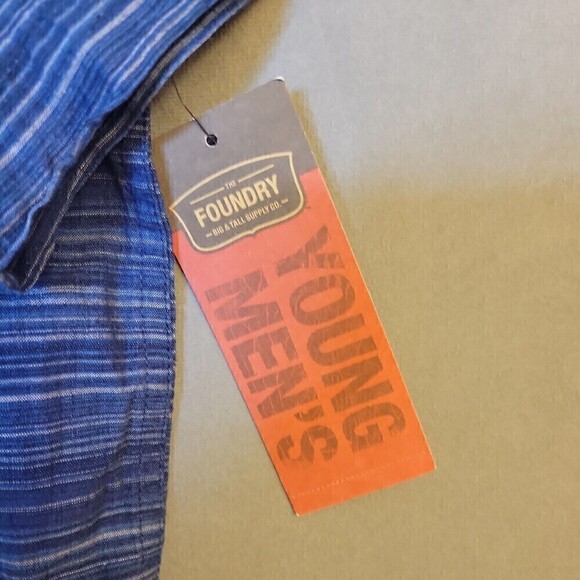 THE
FOUNDRY
BIG & TALL SUPPLY CO.
YOUNG
MEN'S